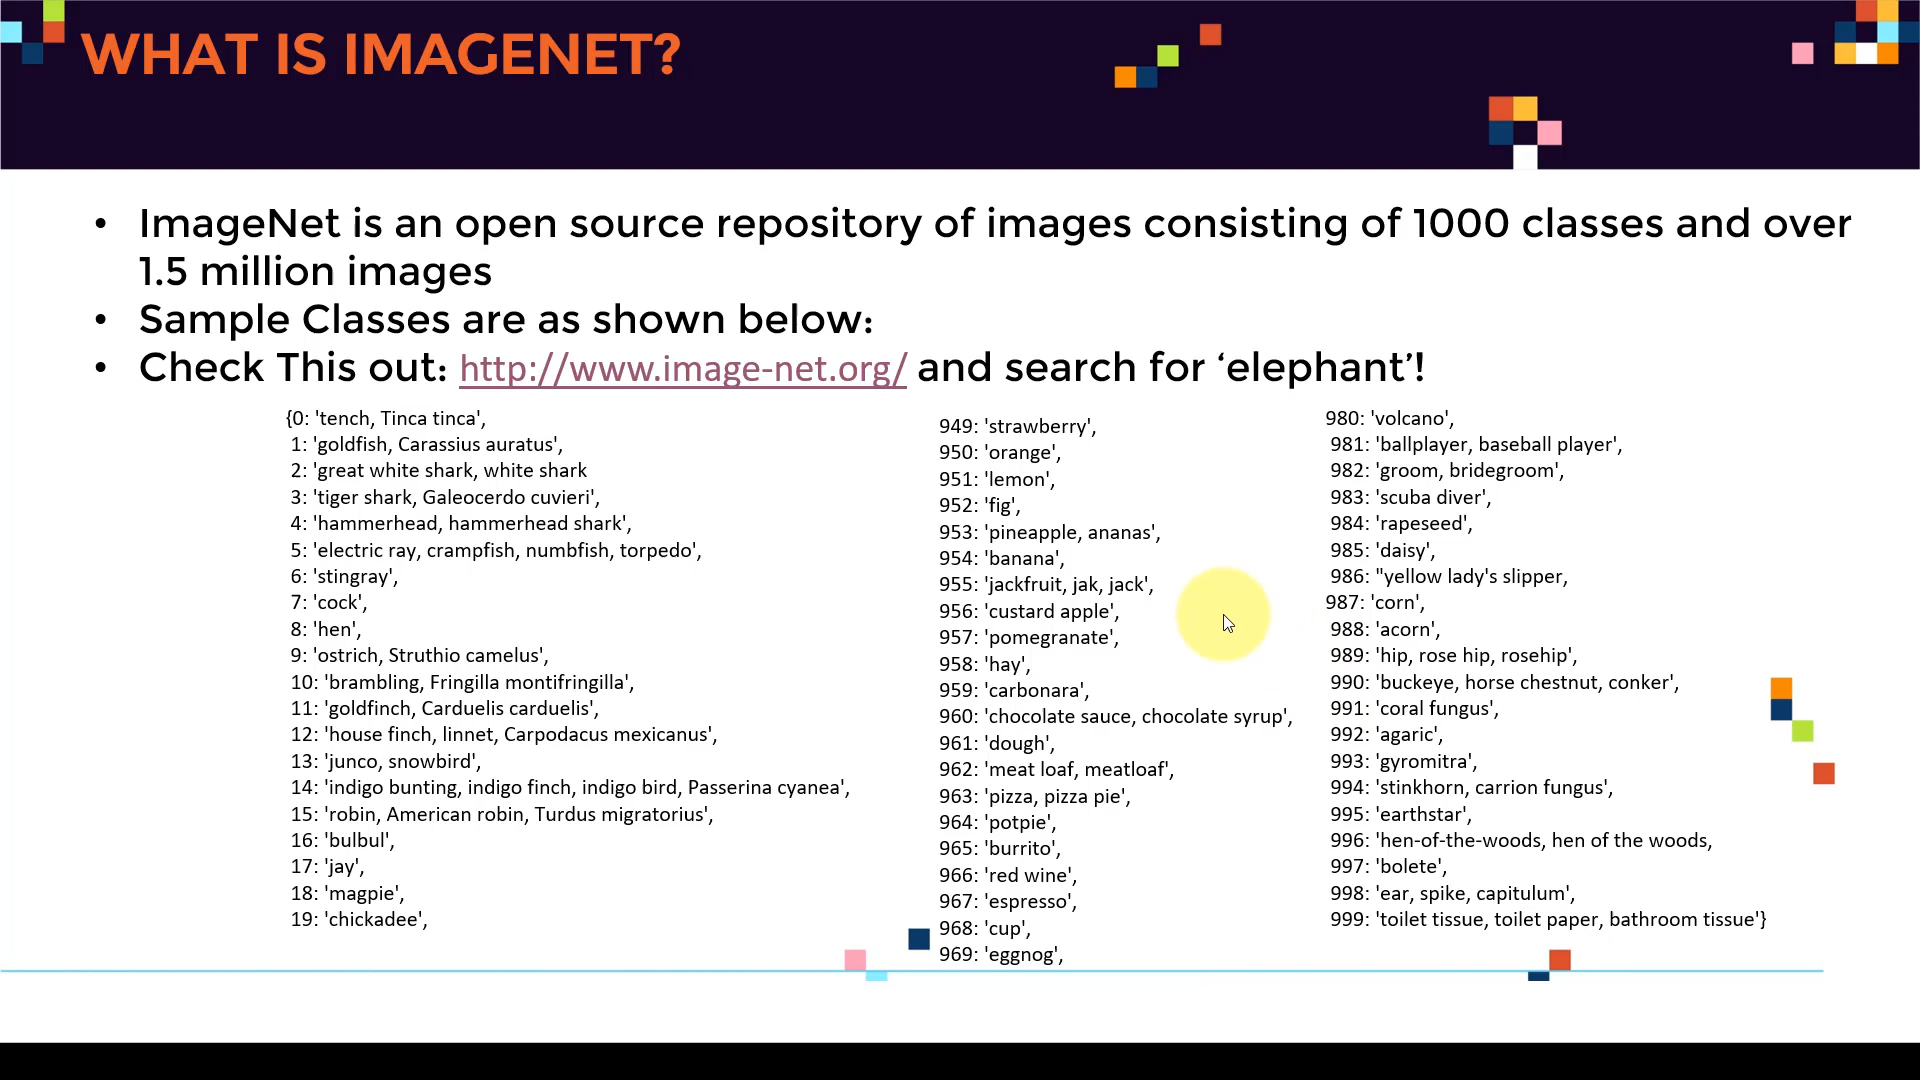 WHAT IS IMAGENET?
• ImageNet is an open source repository of images consisting of 1000 classes and over
1.5 million images
• Sample Classes are as shown below:
• Check This out: http://www.image-net.org/ and search for ‘elephant’!
{0: 'tench, Tinca tinca',
1: 'goldfish, Carassius auratus',
2: 'great white shark, white shark
3: 'tiger shark, Galeocerdo cuvieri',
4: 'hammerhead, hammerhead shark',
5: 'electric ray, crampfish, numbfish, torpedo',
6: 'stingray',
7: 'cock',
8: 'hen',
9: 'ostrich, Struthio camelus',
10: 'brambling, Fringilla montifringilla',
11: 'goldfinch, Carduelis carduelis',
12: 'house finch, linnet, Carpodacus mexicanus',
13: 'junco, snowbird',
14: 'indigo bunting, indigo finch, indigo bird, Passerina cyanea',
15: 'robin, American robin, Turdus migratorius',
16: 'bulbul',
17: 'jay',
18: 'magpie',
19: 'chickadee',
949: 'strawberry',
950: 'orange',
951: 'lemon',
952: 'fig',
953: 'pineapple, ananas',
954: 'banana',
955: 'jackfruit, jak, jack',
956: 'custard apple',
957: 'pomegranate',
958: 'hay',
959: 'carbonara',
960: 'chocolate sauce, chocolate syrup',
961: 'dough',
962: 'meat loaf, meatloaf',
963: 'pizza, pizza pie',
964: 'potpie',
965: 'burrito',
966: 'red wine',
967: 'espresso',
968: 'cup',
969: 'eggnog',
980: 'volcano',
981: 'ballplayer, baseball player',
982: 'groom, bridegroom',
983: 'scuba diver',
984: 'rapeseed',
985: 'daisy',
986: "yellow lady's slipper,
987: 'corn',
988: 'acorn',
989: 'hip, rose hip, rosehip',
990: 'buckeye, horse chestnut, conker',
991: 'coral fungus',
992: 'agaric',
993: 'gyromitra',
994: 'stinkhorn, carrion fungus',
995: 'earthstar',
996: 'hen-of-the-woods, hen of the woods,
997: 'bolete',
998: 'ear, spike, capitulum',
999: 'toilet tissue, toilet paper, bathroom tissue'}